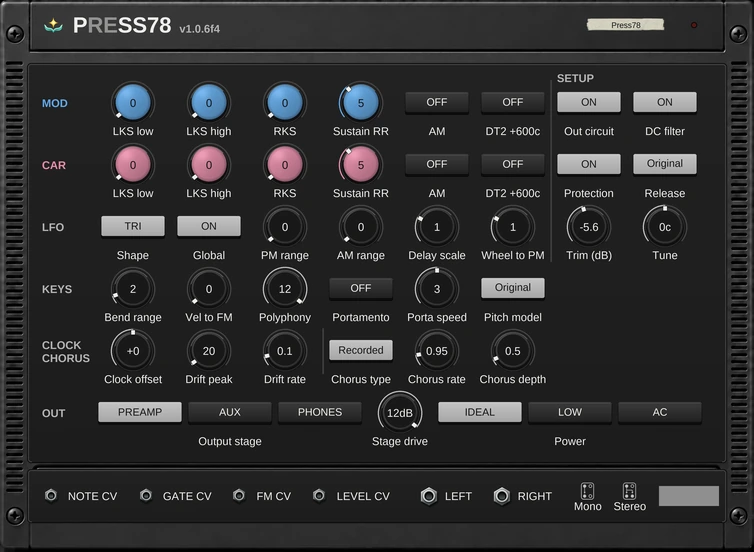 PRESS78 v1.0.6f4
Press78
SETUP
MOD 0 0 0 5 OFF OFF ON ON
LKS low LKS high RKS Sustain RR AM DT2 +600c Out circuit DC filter
CAR 0 0 0 5 OFF OFF ON Original
LKS low LKS high RKS Sustain RR AM DT2 +600c Protection Release
LFO TRI ON 0 0 1 1 -5.6 0c
Shape Global PM range AM range Delay scale Wheel to PM Trim (dB) Tune
KEYS 2 0 12 OFF 3 Original
Bend range Vel to FM Polyphony Portamento Porta speed Pitch model
CLOCK
CHORUS +0 20 0.1 Recorded 0.95 0.5
Clock offset Drift peak Drift rate Chorus type Chorus rate Chorus depth
OUT PREAMP AUX PHONES 12dB IDEAL LOW AC
Output stage Stage drive Power
NOTE CV GATE CV FM CV LEVEL CV LEFT RIGHT
Mono Stereo